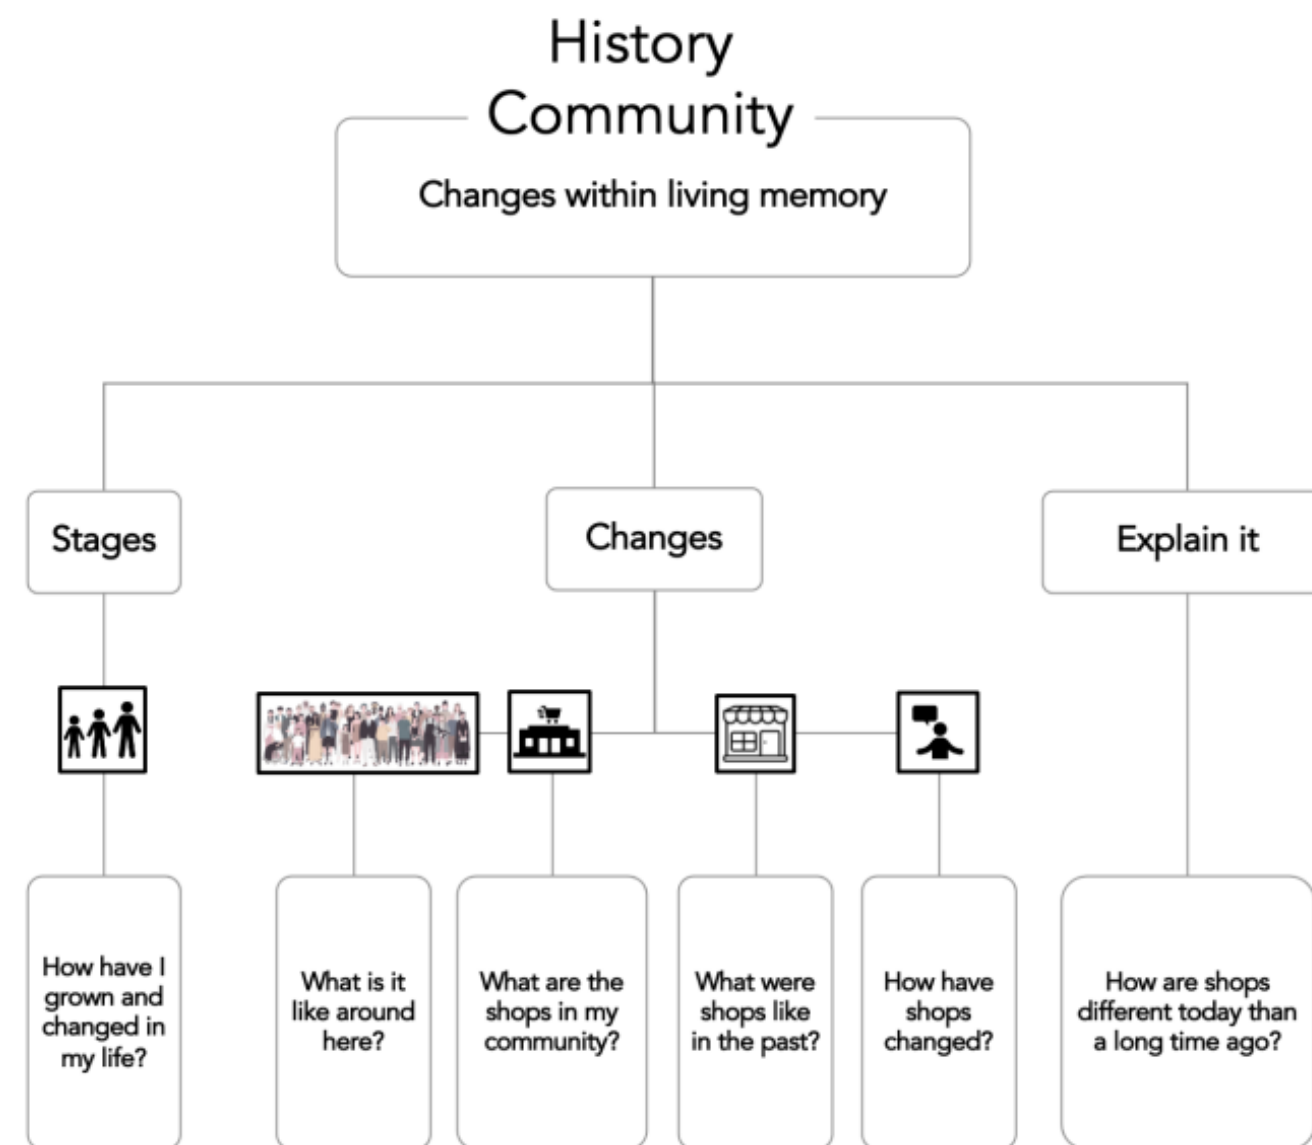 History
Community
Changes within living memory
Stages
Changes
Explain it
How have I
grown and
changed in
my life?
What is it
like around
here?
What are the
shops in my
community?
What were
shops like
in the past?
How have
shops
changed?
How are shops
different today than
a long time ago?